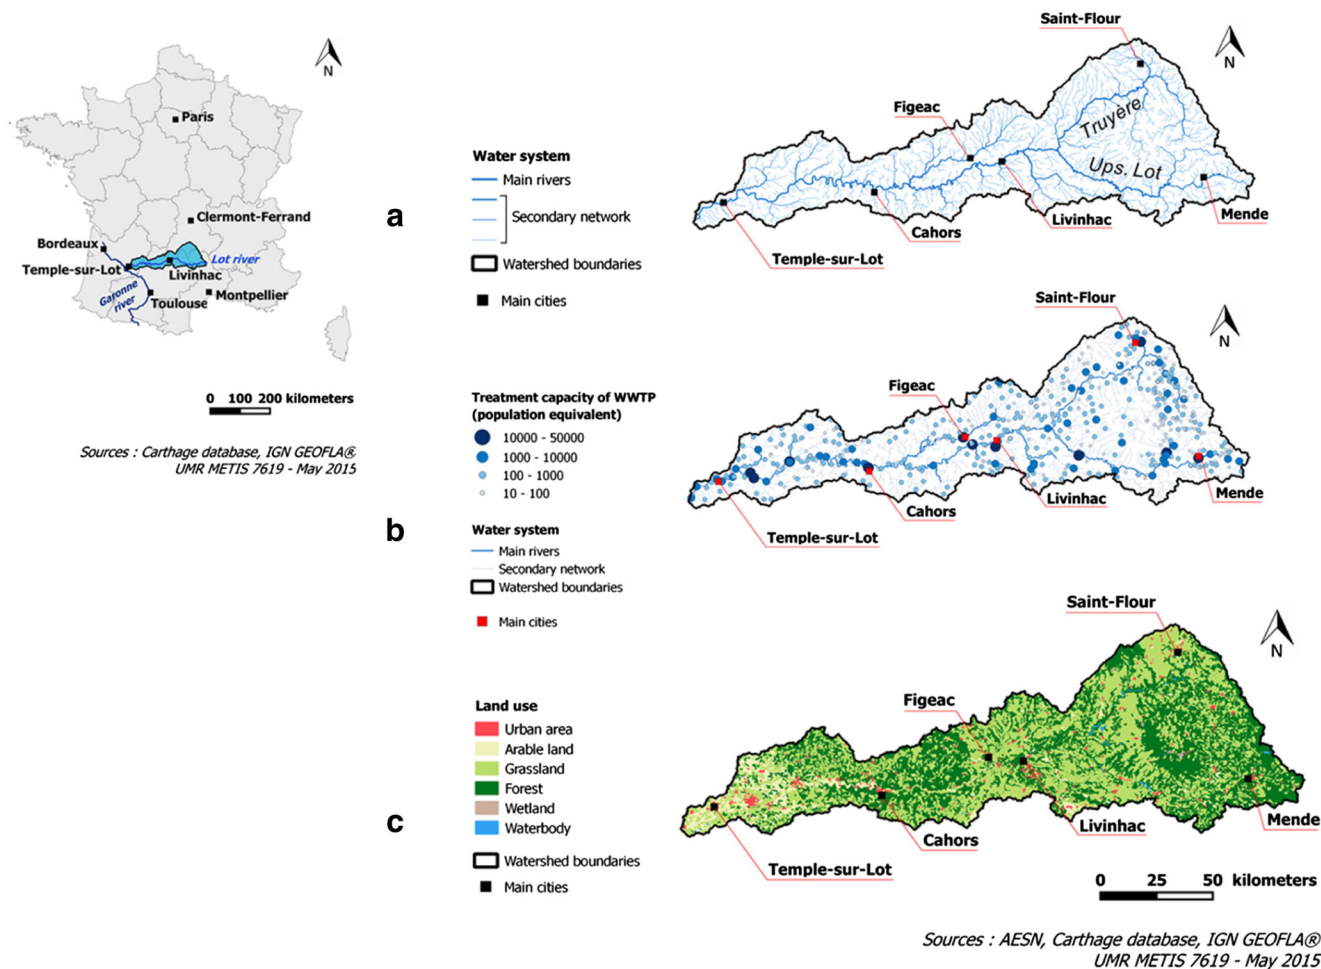 N
Paris
Clermont-Ferrand
Bordeaux
Temple-sur-Lot
Lot river
Livinhac
Garonne
river
Toulouse
Montpellier
0 100 200 kilometers
Sources : Carthage database, IGN GEOFLA®
UMR METIS 7619 - May 2015
a
Water system
Main rivers
Secondary network
Watershed boundaries
Main cities
Saint-Flour
N
Figeac
Truyère
Ups. Lot
Mende
Livinhac
Cahors
Temple-sur-Lot
b
Treatment capacity of WWTP
(population equivalent)
10000 - 50000
1000 - 10000
100 - 1000
10 - 100
Water system
Main rivers
Secondary network
Watershed boundaries
Main cities
Saint-Flour
N
Figeac
Mende
Livinhac
Cahors
Temple-sur-Lot
c
Land use
Urban area
Arable land
Grassland
Forest
Wetland
Waterbody
Watershed boundaries
Main cities
Saint-Flour
N
Figeac
Mende
Livinhac
Cahors
Temple-sur-Lot
0 25 50 kilometers
Sources : AESN, Carthage database, IGN GEOFLA®
UMR METIS 7619 - May 2015